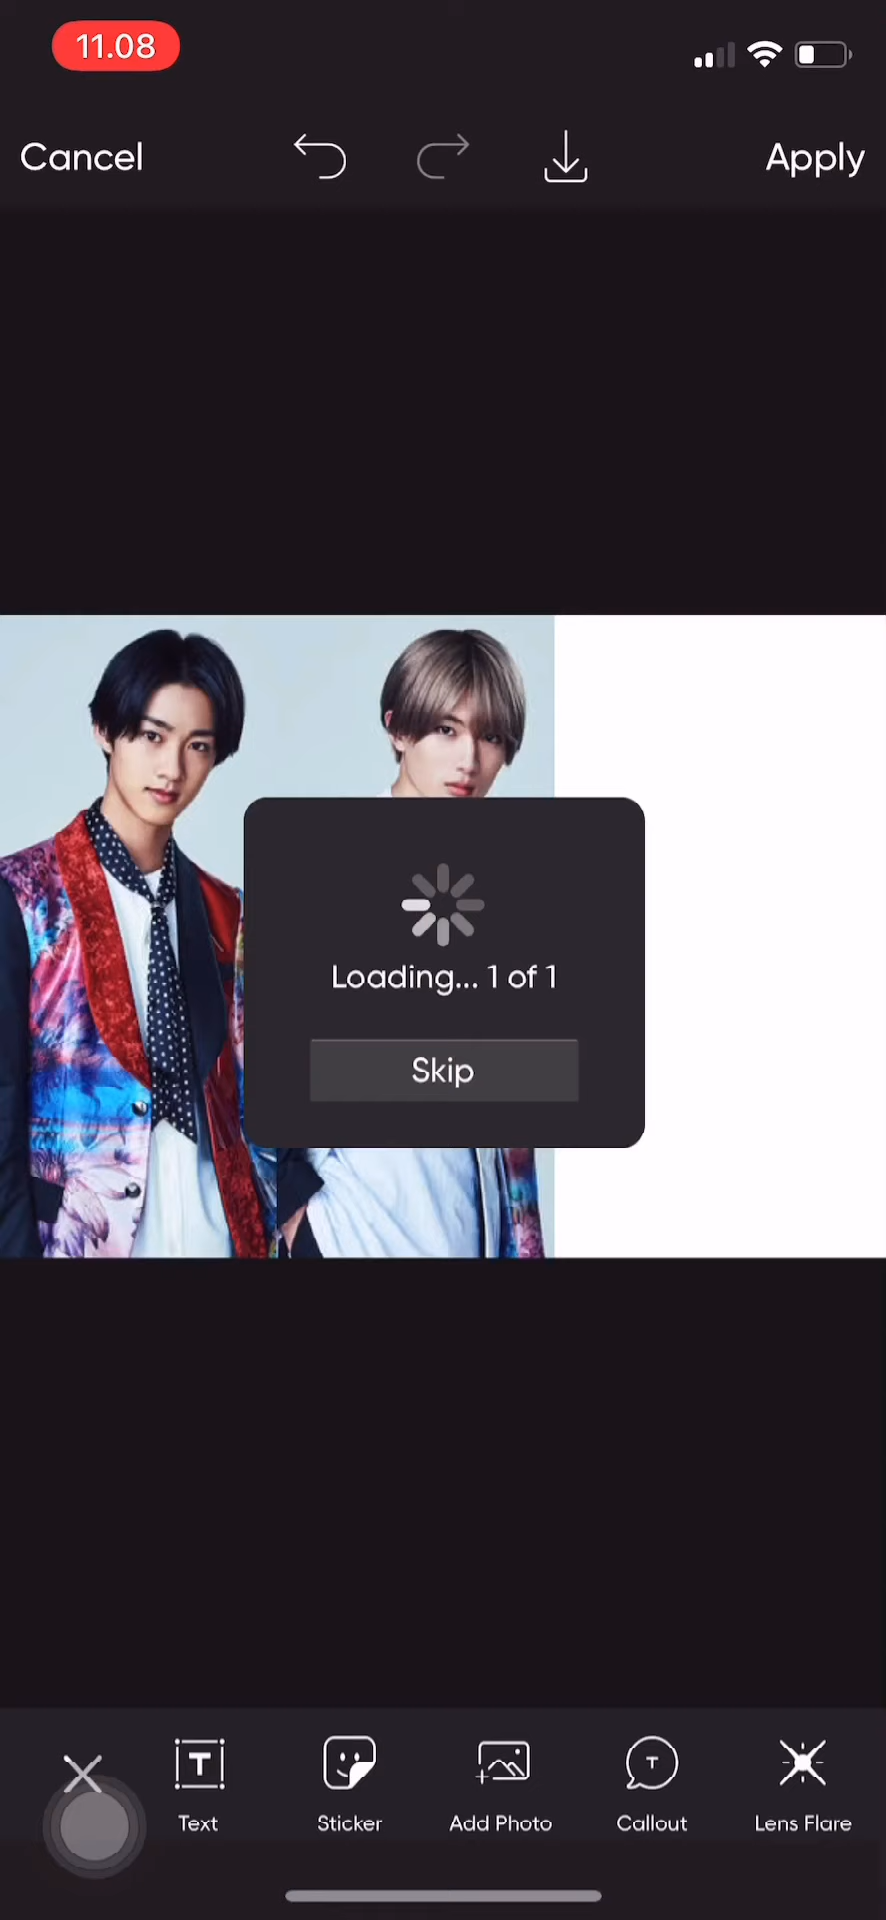 11.08
Cancel
Apply
Loading... 1 of 1
Skip
T
T
Text
Sticker
Add Photo
Callout
Lens Flare